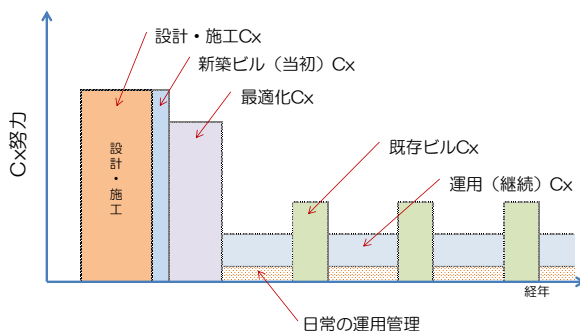 設計・施工Cx
新築ビル（当初）Cx
最適化Cx
既存ビルCx
運用（継続）Cx
Cx努力
設計・施工
経年
日常の運用管理